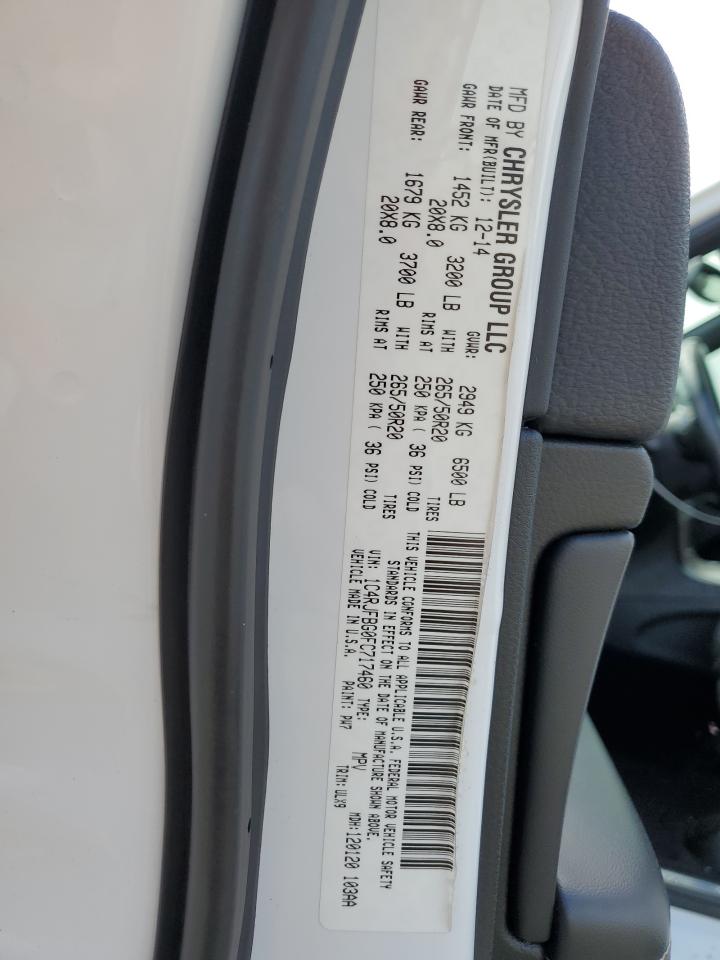 MFD BY CHRYSLER GROUP LLC
DATE OF MFR(BUILT): 12-14 GVWR: 2949 KG 6500 LB
GAWR FRONT: 1452 KG 3200 LB WITH 265/50R20 TIRES
20X8.0 RIMS AT 250 KPA ( 36 PSI) COLD
GAWR REAR: 1679 KG 3700 LB WITH 265/50R20 TIRES
20X8.0 RIMS AT 250 KPA ( 36 PSI) COLD
THIS VEHICLE CONFORMS TO ALL APPLICABLE U.S.A. FEDERAL MOTOR VEHICLE SAFETY
STANDARDS IN EFFECT ON THE DATE OF MANUFACTURE SHOWN ABOVE.
VIN: 1C4RJFBG0FC717460 TYPE: MPV MDH:120120 103AA
VEHICLE MADE IN U.S.A. PAINT: PW7 TRIM:ULX9